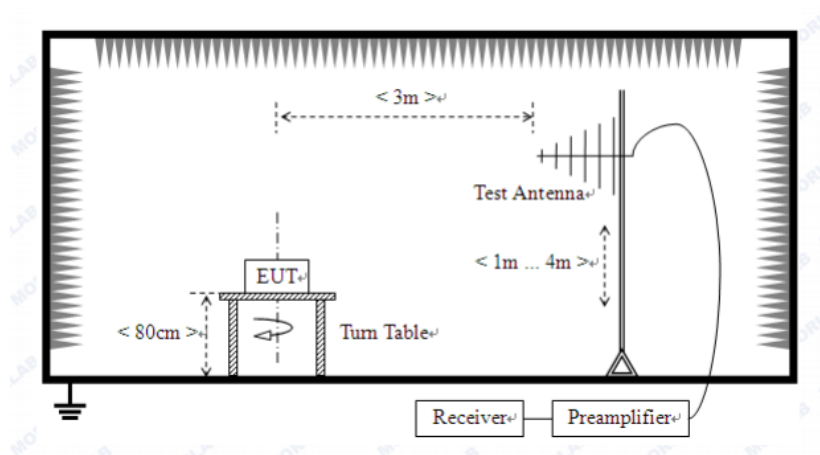 < 3m >
Test Antenna
< 1m ... 4m >
EUT
< 80cm >
Turn Table
Receiver
Preamplifier